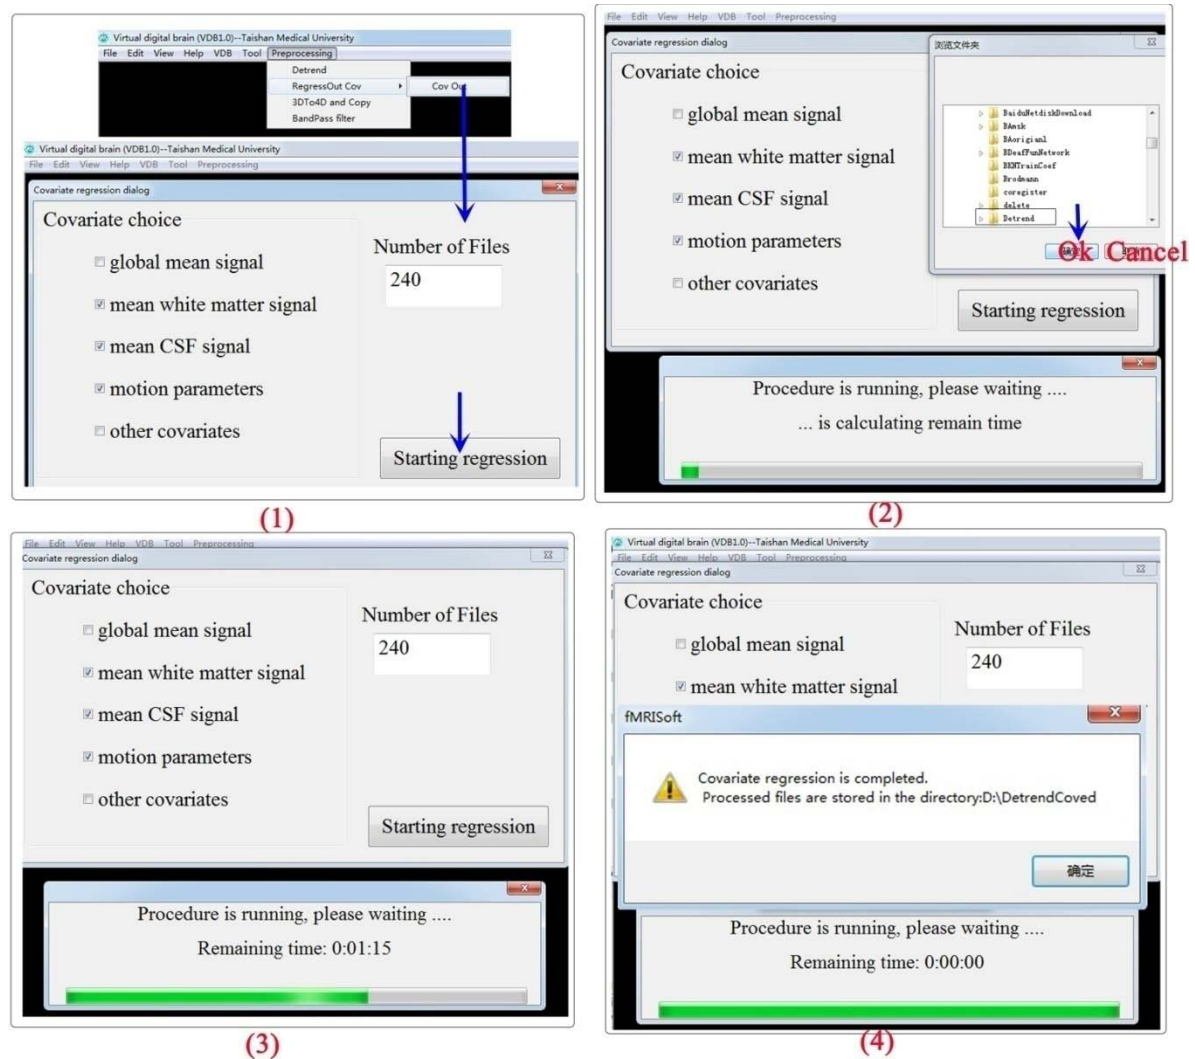 Virtual digital brain (VDB1.0)--Taishan Medical University
File Edit View Help VDB Tool Preprocessing
Detrend
RegressOut Cov
Cov Out
3DTo4D and Copy
BandPass filter
Virtual digital brain (VDB1.0)--Taishan Medical University
File Edit View Help VDB Tool Preprocessing
Covariate regression dialog
Covariate choice
global mean signal
mean white matter signal
mean CSF signal
motion parameters
other covariates
Number of Files
240
Starting regression
(1)
File Edit View Help VDB Tool Preprocessing
Covariate regression dialog
Covariate choice
global mean signal
mean white matter signal
mean CSF signal
motion parameters
other covariates
浏览文件夹
BaiduNetdiskDownload
BAmsk
BAorigianl
BDeafFunNetwork
BKNTrainCoef
Brodmann
coregister
delete
Detrend
Ok Cancel
Starting regression
Procedure is running, please waiting ....
... is calculating remain time
(2)
File Edit View Help VDB Tool Preprocessing
Covariate regression dialog
Covariate choice
global mean signal
mean white matter signal
mean CSF signal
motion parameters
other covariates
Number of Files
240
Starting regression
Procedure is running, please waiting ....
Remaining time: 0:01:15
(3)
Virtual digital brain (VDB1.0)--Taishan Medical University
File Edit View Help VDB Tool Preprocessing
Covariate regression dialog
Covariate choice
global mean signal
mean white matter signal
Number of Files
240
fMRISoft
Covariate regression is completed.
Processed files are stored in the directory:D:\DetrendCoved
确定
Procedure is running, please waiting ....
Remaining time: 0:00:00
(4)